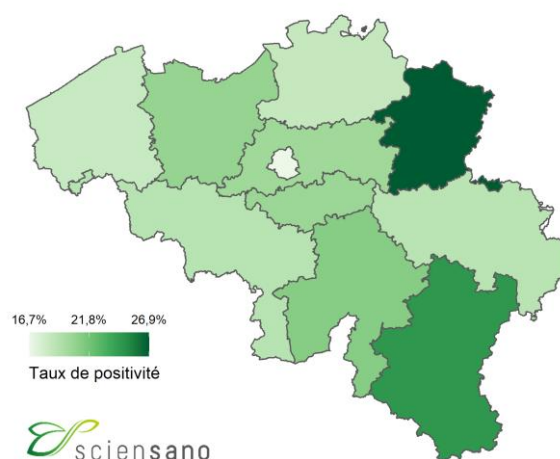 16,7% 21,8% 26,9%
Taux de positivité
sciensano